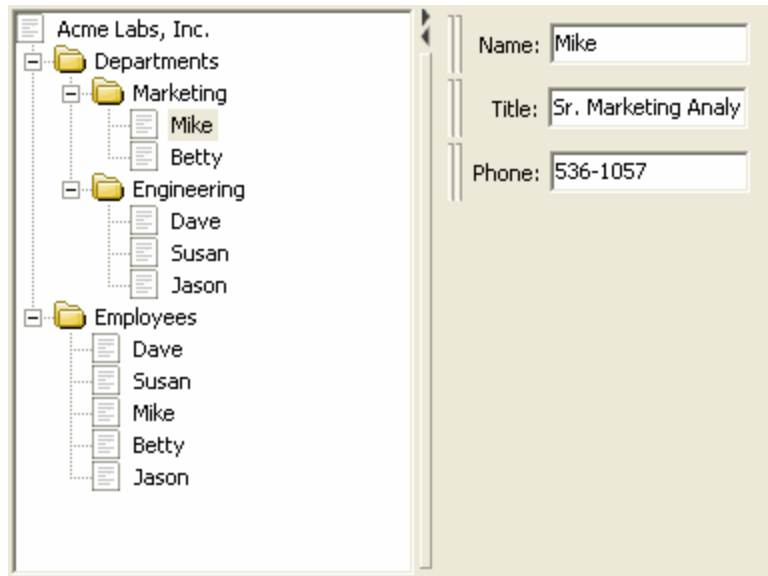 Acme Labs, Inc.
Departments
Marketing
Mike
Betty
Engineering
Dave
Susan
Jason
Employees
Dave
Susan
Mike
Betty
Jason
Name: Mike
Title: Sr. Marketing Analy
Phone: 536-1057